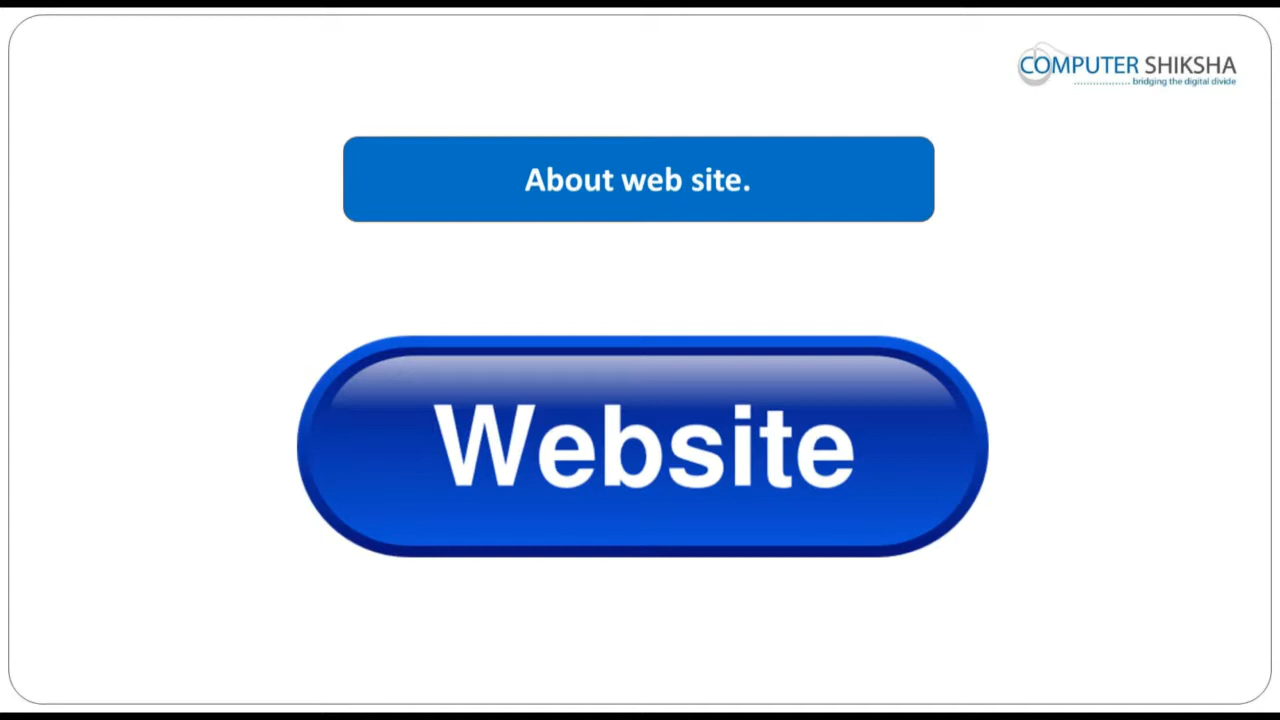 COMPUTER SHIKSHA
bridging the digital divide
About web site.
Website